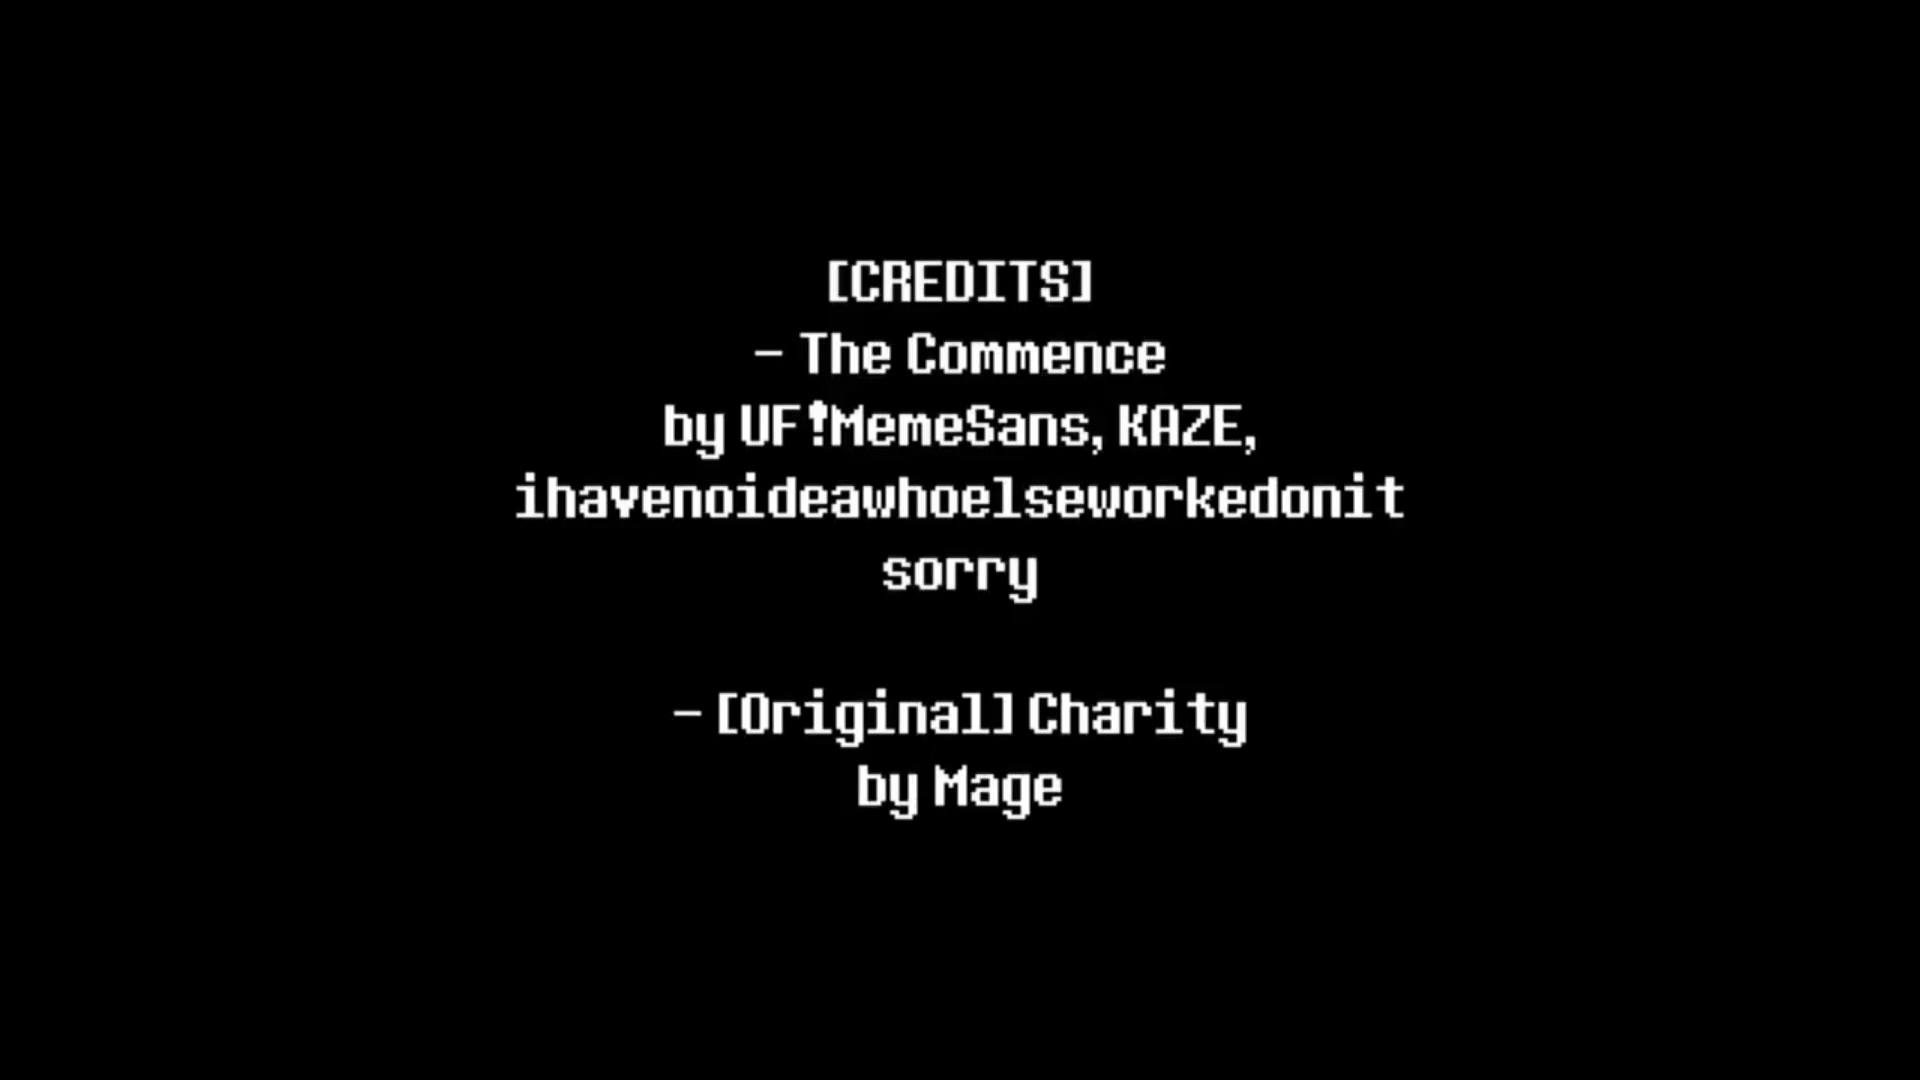 [CREDITS]
- The Commence
by UF!MemeSans, KAZE,
ihavenoideawhoelseworkedonit
sorry
- [Original] Charity
by Mage